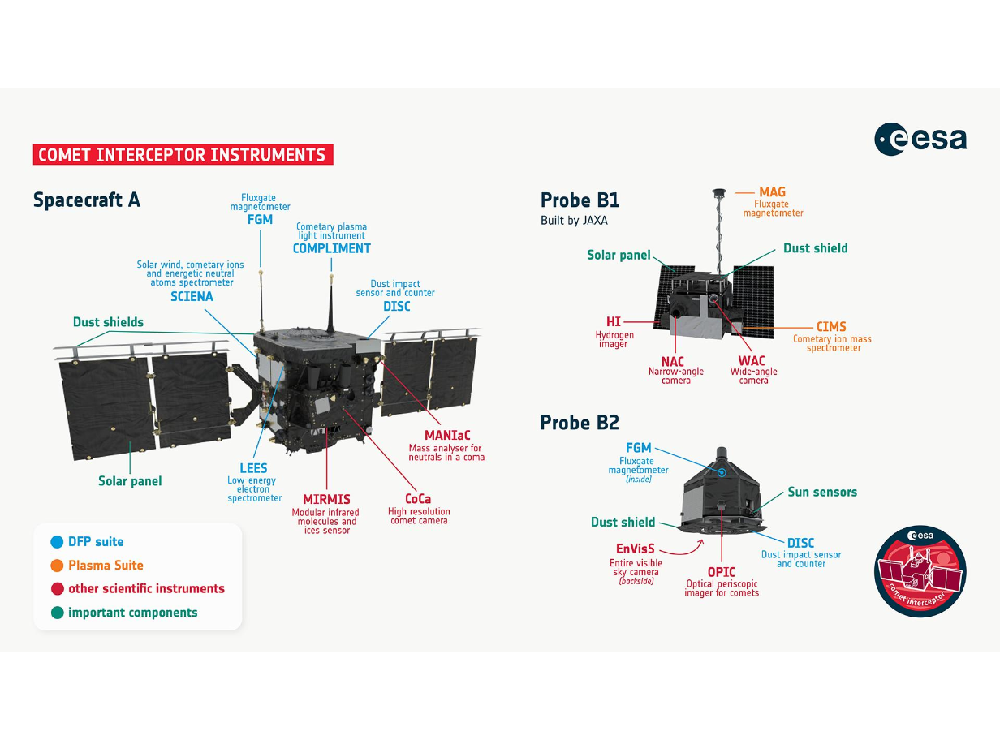 esa
COMET INTERCEPTOR INSTRUMENTS
Spacecraft A
Fluxgate
magnetometer
FGM
Cometary plasma
light instrument
COMPLIMENT
Solar wind, cometary ions
and energetic neutral
atoms spectrometer
SCIENA
Dust impact
sensor and counter
DISC
Dust shields
Solar panel
LEES
Low-energy
electron
spectrometer
MIRMIS
Modular infrared
molecules and
ices sensor
CoCa
High resolution
comet camera
MANIaC
Mass analyser for
neutrals in a coma
DFP suite
Plasma Suite
other scientific instruments
important components
Probe B1
Built by JAXA
MAG
Fluxgate
magnetometer
Solar panel
Dust shield
HI
Hydrogen
imager
NAC
Narrow-angle
camera
WAC
Wide-angle
camera
CIMS
Cometary ion mass
spectrometer
Probe B2
FGM
Fluxgate
magnetometer
(inside)
Sun sensors
Dust shield
EnVisS
Entire visible
sky camera
(backside)
OPIC
Optical periscopic
imager for comets
DISC
Dust impact sensor
and counter
esa
comet interceptor